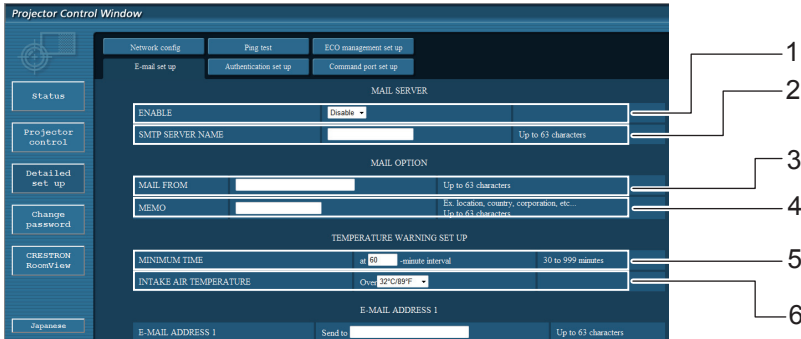 Projector Control Window
Network config
Ping test
ECO management set up
E-mail set up
Authentication set up
Command port set up
Status
Projector
control
Detailed
set up
Change
password
CRESTRON
RoomView
Japanese
MAIL SERVER
ENABLE Disable
SMTP SERVER NAME Up to 63 characters
MAIL OPTION
MAIL FROM Up to 63 characters
MEMO Ex. location, country, corporation, etc...
Up to 63 characters
TEMPERATURE WARNING SET UP
MINIMUM TIME at 60 -minute interval 30 to 999 minutes
INTAKE AIR TEMPERATURE Over 32°C/89°F
E-MAIL ADDRESS 1
E-MAIL ADDRESS 1 Send to Up to 63 characters
1
2
3
4
5
6